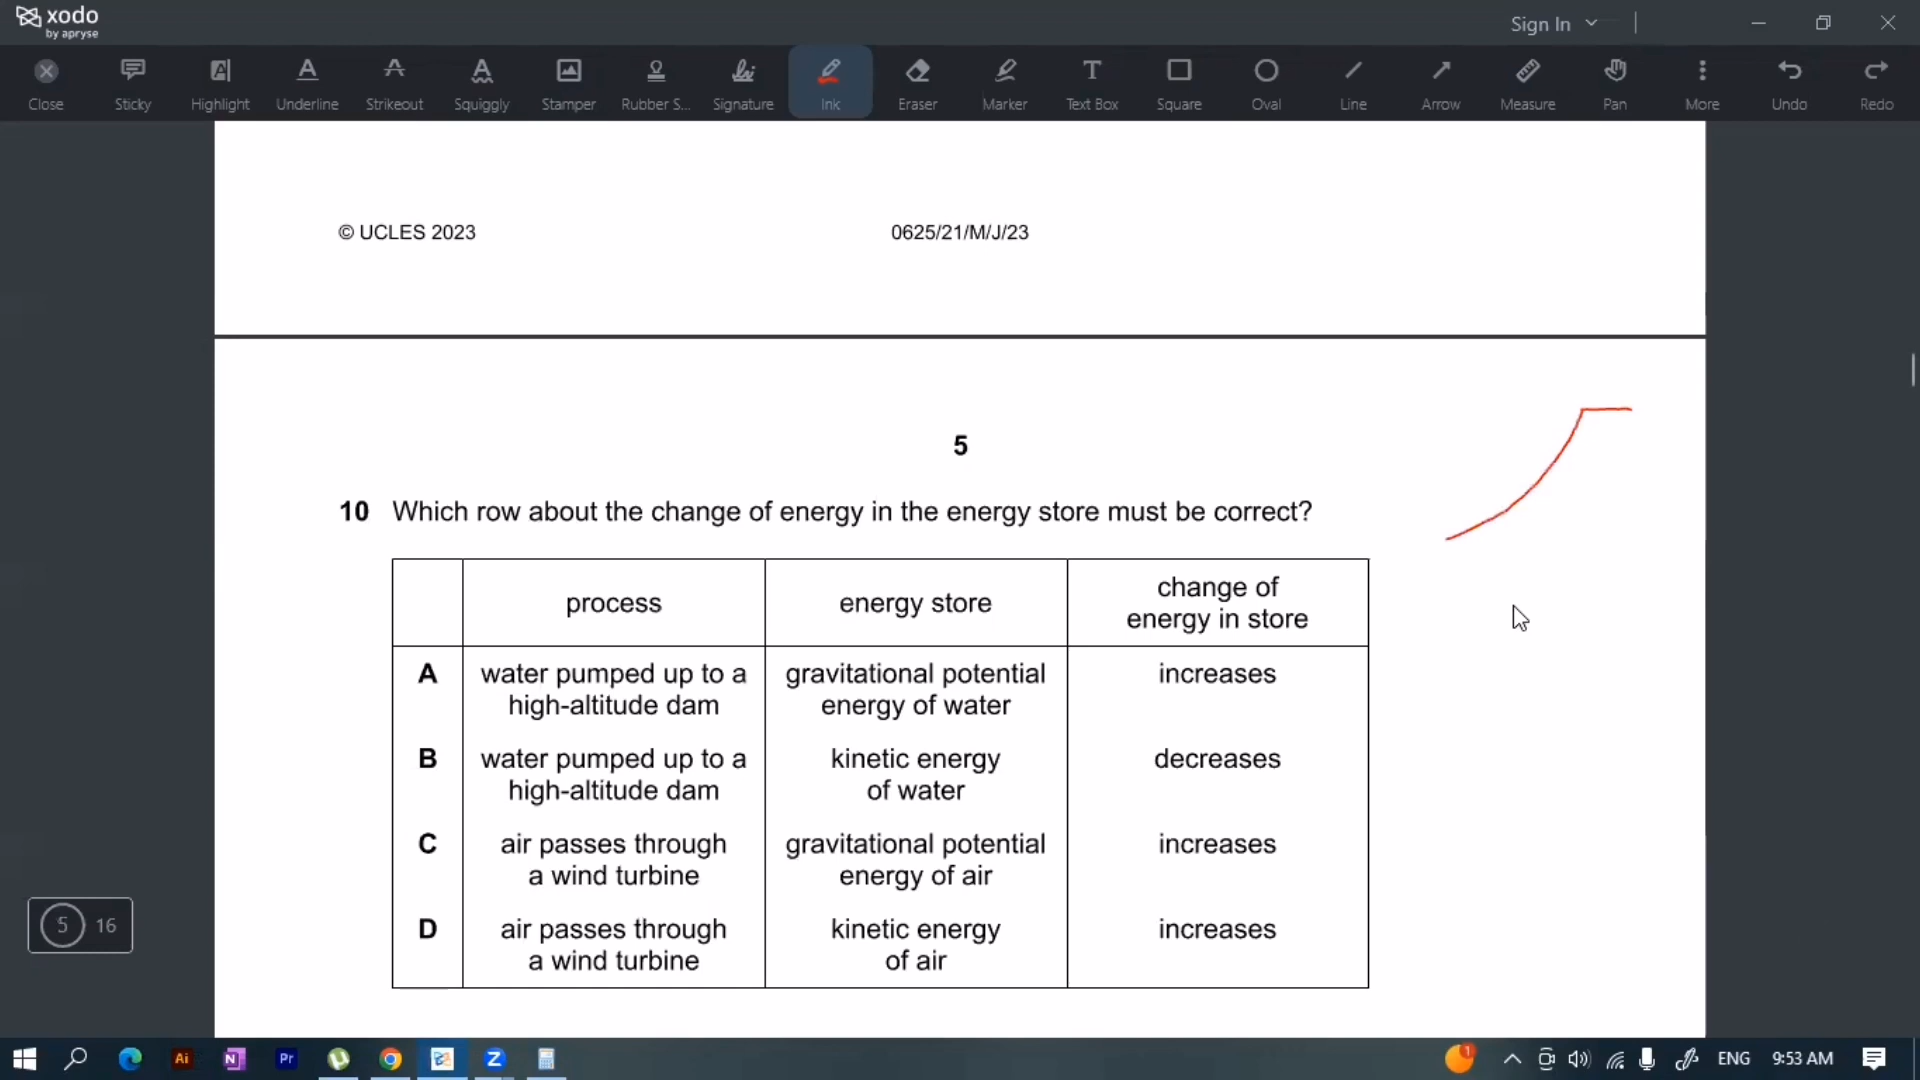 xodo
by apryse
Sign In
Close
Sticky
Highlight
Underline
Strikeout
Squiggly
Stamper
Rubber S...
Signature
Ink
Eraser
Marker
Text Box
Square
Oval
Line
Arrow
Measure
Pan
More
Undo
Redo
© UCLES 2023
0625/21/M/J/23
5
10 Which row about the change of energy in the energy store must be correct?
process
energy store
change of
energy in store
A
water pumped up to a
high-altitude dam
gravitational potential
energy of water
increases
B
water pumped up to a
high-altitude dam
kinetic energy
of water
decreases
C
air passes through
a wind turbine
gravitational potential
energy of air
increases
D
air passes through
a wind turbine
kinetic energy
of air
increases
5 16
Ai
N
Pr
Z
1
ENG
9:53 AM